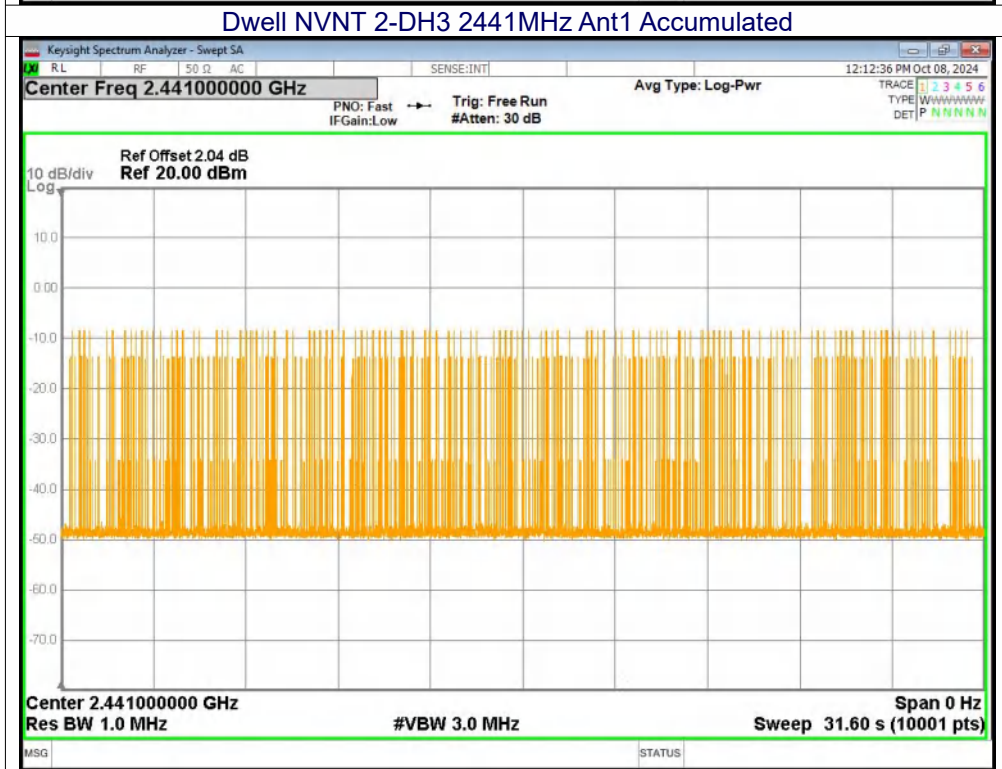 Dwell NVNT 2-DH3 2441MHz Ant1 Accumulated
Keysight Spectrum Analyzer - Swept SA
RL RF 50 Ω AC SENSE:INT 12:12:36 PM Oct 08, 2024
Center Freq 2.441000000 GHz Avg Type: Log-Pwr TRACE 1 2 3 4 5 6
PNO: Fast Trig: Free Run TYPE WWWWWW
IFGain:Low #Atten: 30 dB DET P N N N N N
Ref Offset 2.04 dB
10 dB/div Ref 20.00 dBm
Log
10.0
0.00
-10.0
-20.0
-30.0
-40.0
-50.0
-60.0
-70.0
Center 2.441000000 GHz Span 0 Hz
Res BW 1.0 MHz #VBW 3.0 MHz Sweep 31.60 s (10001 pts)
MSG STATUS